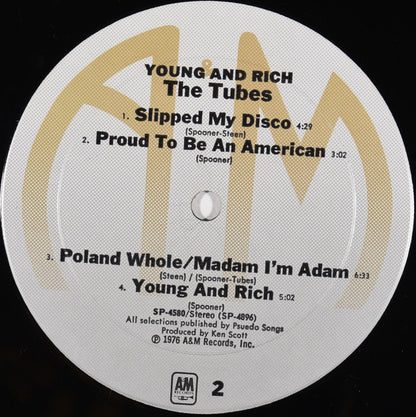 A&M
YOUNG AND RICH
The Tubes
1. Slipped My Disco 4:29
(Spooner-Steen)
2. Proud To Be An American 3:02
(Spooner)
3. Poland Whole/Madam I'm Adam 6:33
(Steen) / (Spooner-Tubes)
4. Young And Rich 5:02
(Spooner)
SP-4580/Stereo (SP-4896)
All selections published by Psuedo Songs
Produced by Ken Scott
Ⓟ 1976 A&M Records, Inc.
A&M
RECORDS
2